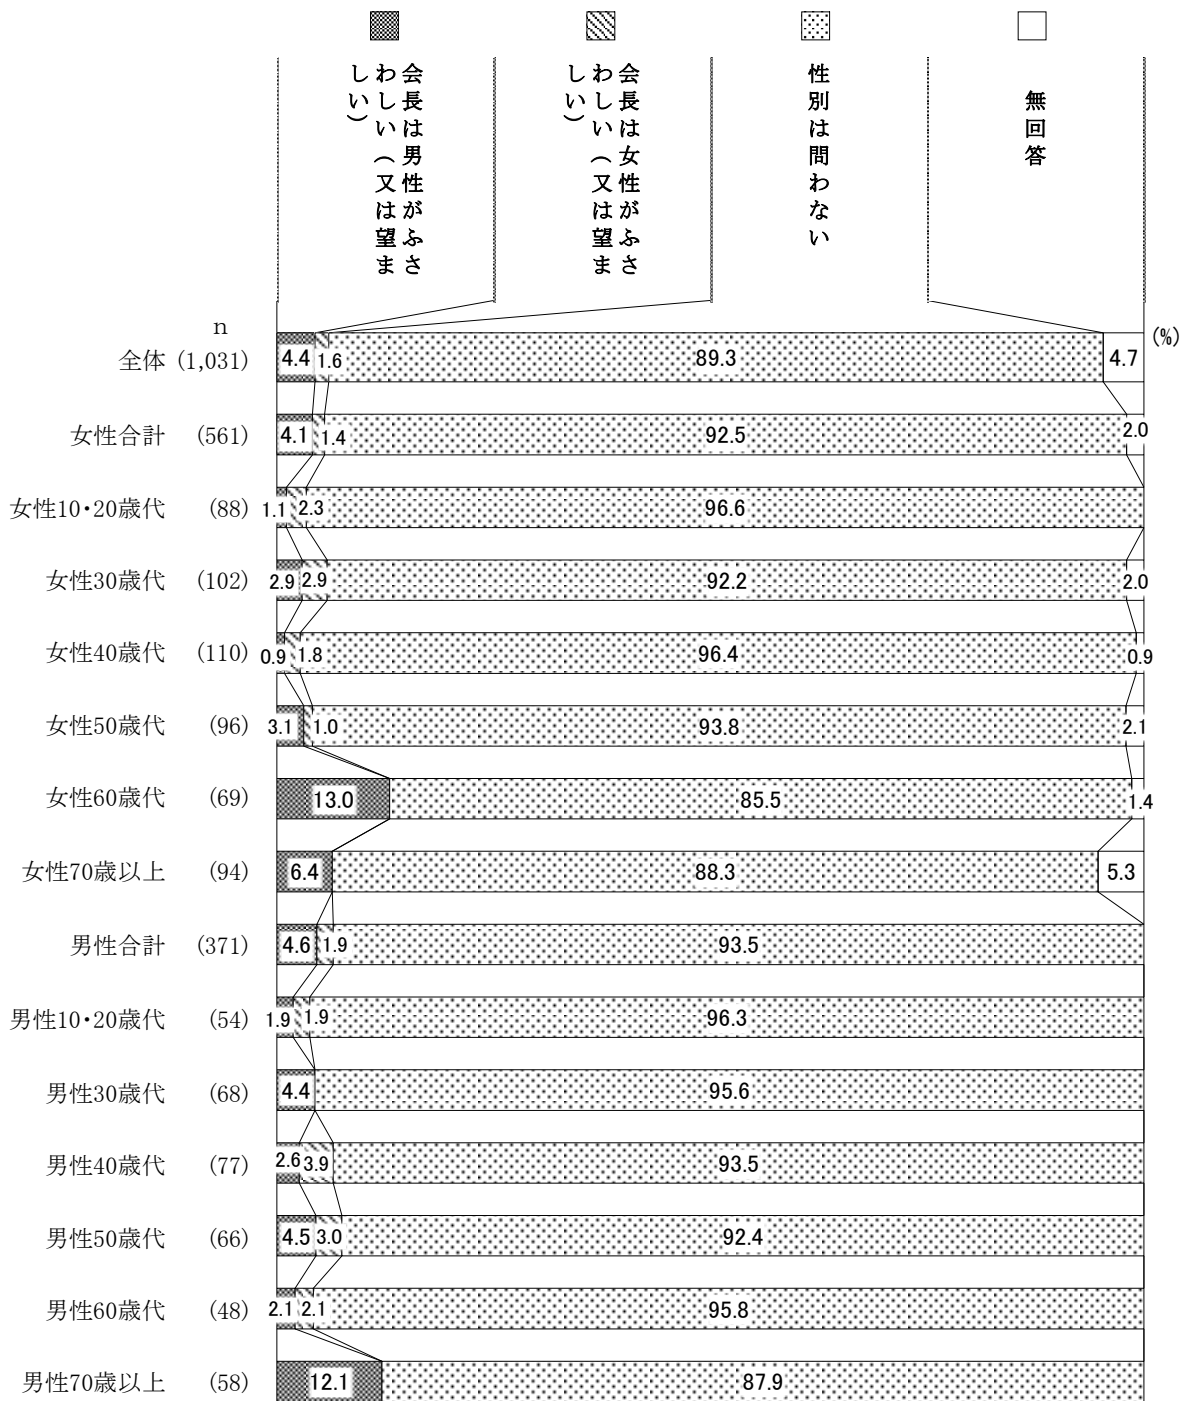 会長は男性がふさ
わしい（又は望ま
しい）
会長は女性がふさ
わしい（又は望ま
しい）
性別は問わない
無回答
n
(%)
全体 (1,031) 4.4 1.6 89.3 4.7
女性合計 (561) 4.1 1.4 92.5 2.0
女性10・20歳代 (88) 1.1 2.3 96.6
女性30歳代 (102) 2.9 2.9 92.2 2.0
女性40歳代 (110) 0.9 1.8 96.4 0.9
女性50歳代 (96) 3.1 1.0 93.8 2.1
女性60歳代 (69) 13.0 85.5 1.4
女性70歳以上 (94) 6.4 88.3 5.3
男性合計 (371) 4.6 1.9 93.5
男性10・20歳代 (54) 1.9 1.9 96.3
男性30歳代 (68) 4.4 95.6
男性40歳代 (77) 2.6 3.9 93.5
男性50歳代 (66) 4.5 3.0 92.4
男性60歳代 (48) 2.1 2.1 95.8
男性70歳以上 (58) 12.1 87.9